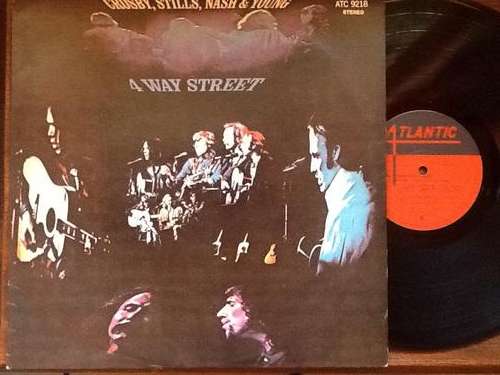 CROSBY, STILLS, NASH & YOUNG
ATC 9218
STEREO
4 WAY STREET
ATLANTIC